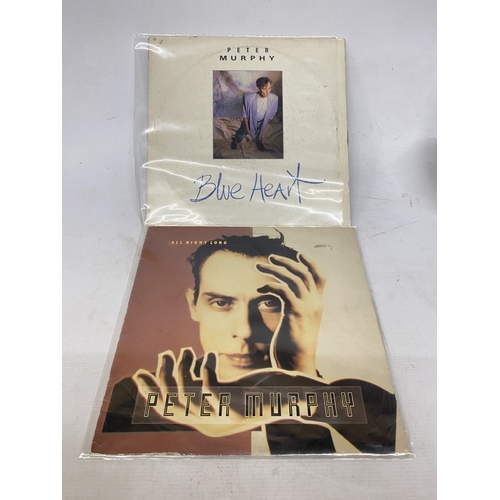 PETER
MURPHY
Blue Heart
ALL NIGHT LONG
PETER MURPHY